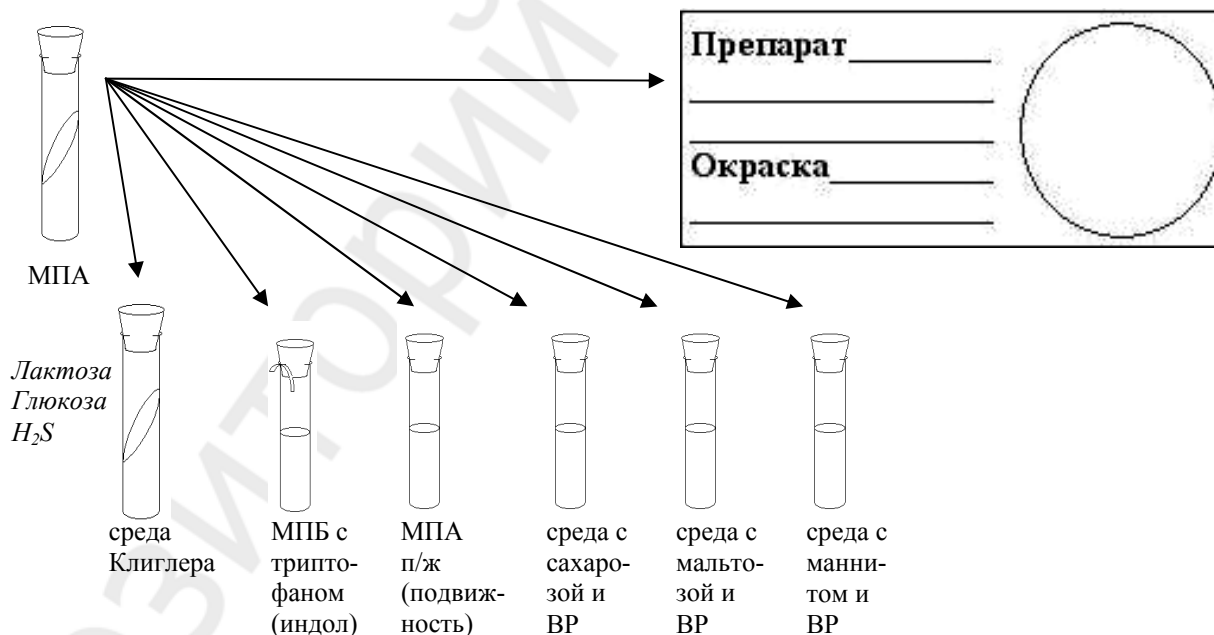 Препарат
Окраска
МПА
Лактоза
Глюкоза
H₂S
среда
Клиглера
МПБ с
трипто-
фаном
(индол)
МПА
п/ж
(подвиж-
ность)
среда с
сахаро-
зой и
ВР
среда с
мальто-
зой и
ВР
среда с
манни-
том и
ВР